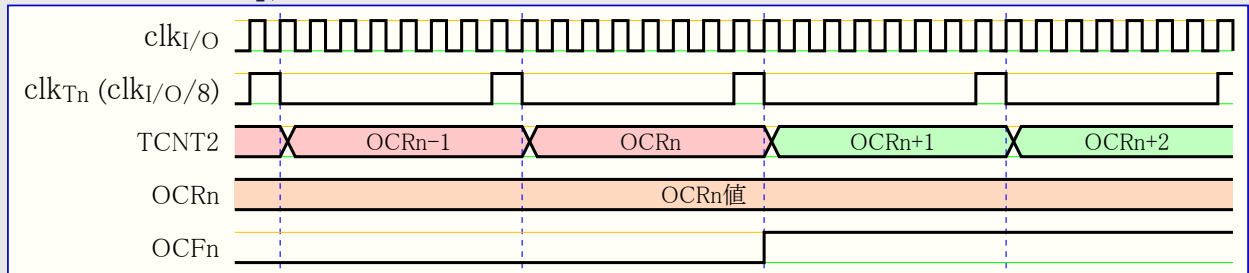 clkI/O
clkTn (clkI/O/8)
TCNT2 OCRn-1 OCRn OCRn+1 OCRn+2
OCRn OCRn値
OCFn